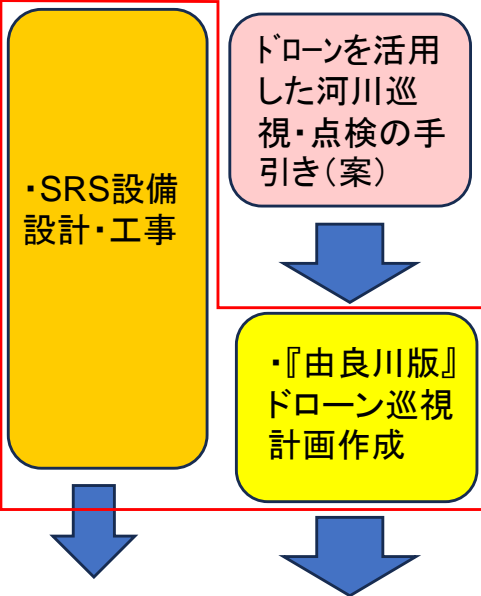 ・SRS設備
設計・工事
ﾄﾞﾛｰﾝを活用
した河川巡
視・点検の手
引き（案）
・『由良川版』
ドローン巡視
計画作成